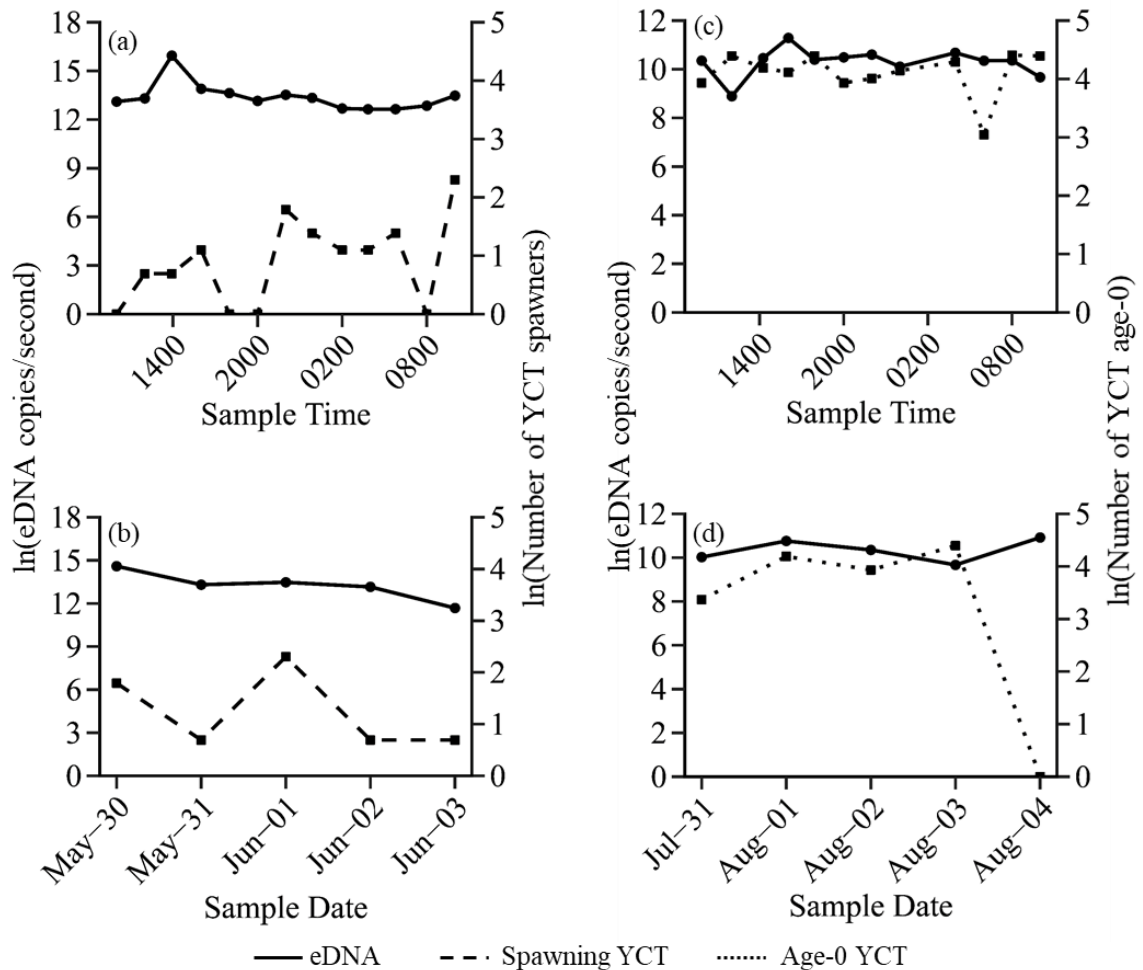 (a)
18
15
12
9
6
3
0
5
4
3
2
1
0
1400
2000
0200
0800
Sample Time
(c)
12
10
8
6
4
2
0
5
4
3
2
1
0
1400
2000
0200
0800
Sample Time
ln(eDNA copies/second)
ln(Number of YCT spawners)
ln(eDNA copies/second)
ln(Number of YCT age-0)
(b)
18
15
12
9
6
3
0
5
4
3
2
1
0
May−30
May−31
Jun−01
Jun−02
Jun−03
Sample Date
(d)
12
10
8
6
4
2
0
5
4
3
2
1
0
Jul−31
Aug−01
Aug−02
Aug−03
Aug−04
Sample Date
eDNA
Spawning YCT
Age-0 YCT